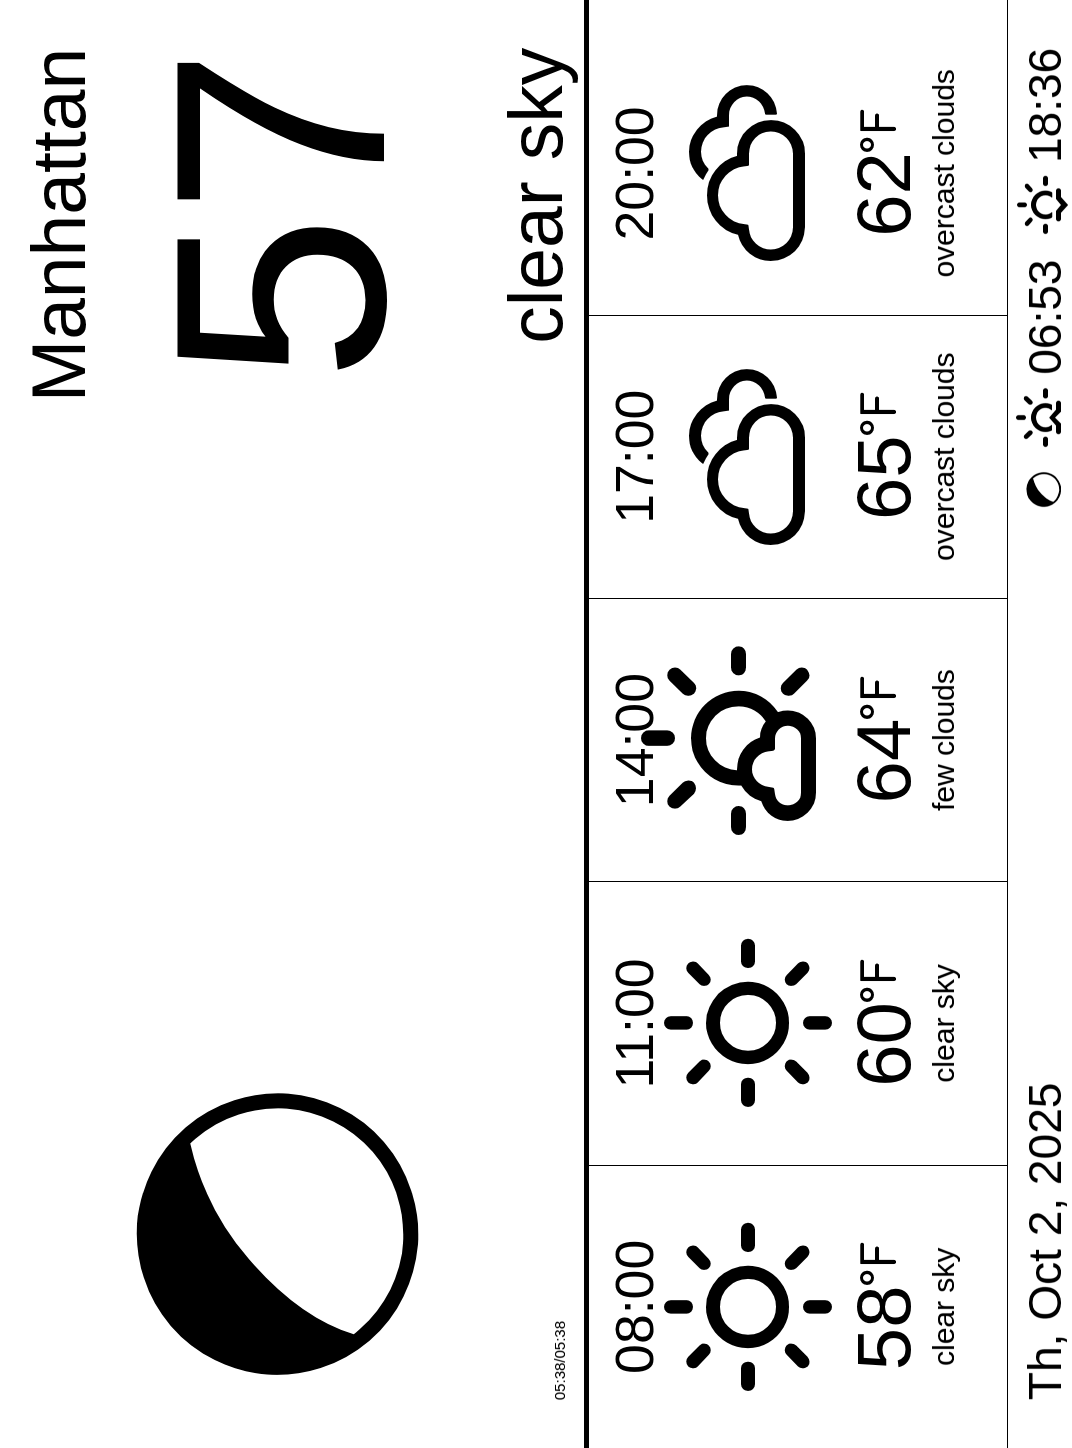 Manhattan
57
clear sky
05:38/05:38
08:00
58°F
clear sky
11:00
60°F
clear sky
14:00
64°F
few clouds
17:00
65°F
overcast clouds
20:00
62°F
overcast clouds
Th, Oct 2, 2025
06:53 18:36